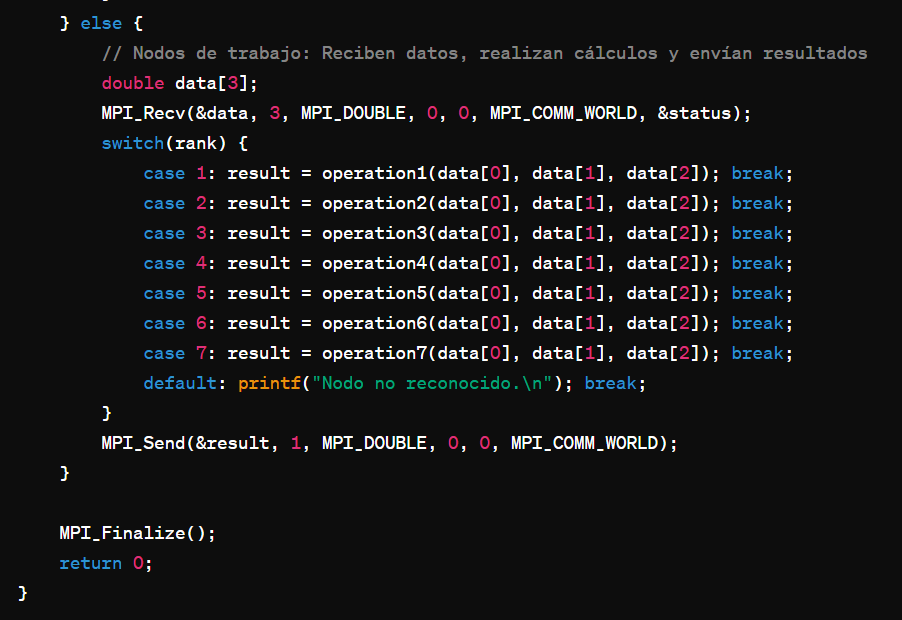 } else {
// Nodos de trabajo: Reciben datos, realizan cálculos y envían resultados
double data[3];
MPI_Recv(&data, 3, MPI_DOUBLE, 0, 0, MPI_COMM_WORLD, &status);
switch(rank) {
case 1: result = operation1(data[0], data[1], data[2]); break;
case 2: result = operation2(data[0], data[1], data[2]); break;
case 3: result = operation3(data[0], data[1], data[2]); break;
case 4: result = operation4(data[0], data[1], data[2]); break;
case 5: result = operation5(data[0], data[1], data[2]); break;
case 6: result = operation6(data[0], data[1], data[2]); break;
case 7: result = operation7(data[0], data[1], data[2]); break;
default: printf("Nodo no reconocido.\n"); break;
}
MPI_Send(&result, 1, MPI_DOUBLE, 0, 0, MPI_COMM_WORLD);
}
MPI_Finalize();
return 0;
}